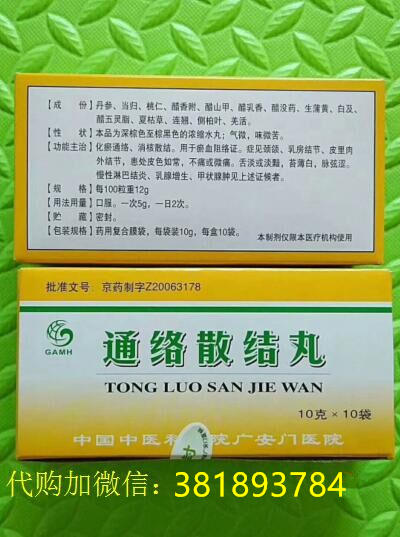 【成份】丹参、当归、桃仁、醋香附、醋山甲、醋乳香、醋没药、生蒲黄、白及、
醋五灵脂、夏枯草、连翘、侧柏叶、羌活。
【性状】本品为深棕色至棕黑色的浓缩水丸；气微，味微苦。
【功能主治】化瘀通络、消核散结。用于瘀血阻络证。症见颈颌、乳房结节、皮里肉
外结节，患处皮色如常，不痛或微痛。舌淡或淡黯，苔薄白，脉弦涩。
慢性淋巴结炎、乳腺增生、甲状腺肿见上述证候者。
【规格】每100粒重12g
【用法用量】口服。一次5g，一日2次。
【贮藏】密封。
【包装规格】药用复合膜袋，每袋装10g，每盒10袋。
本制剂仅限本医疗机构使用
批准文号：京药制字Z20063178
GAMH
通络散结丸
TONG LUO SAN JIE WAN
10克×10袋
中国中医科院广安门医院
代购加微信：381893784